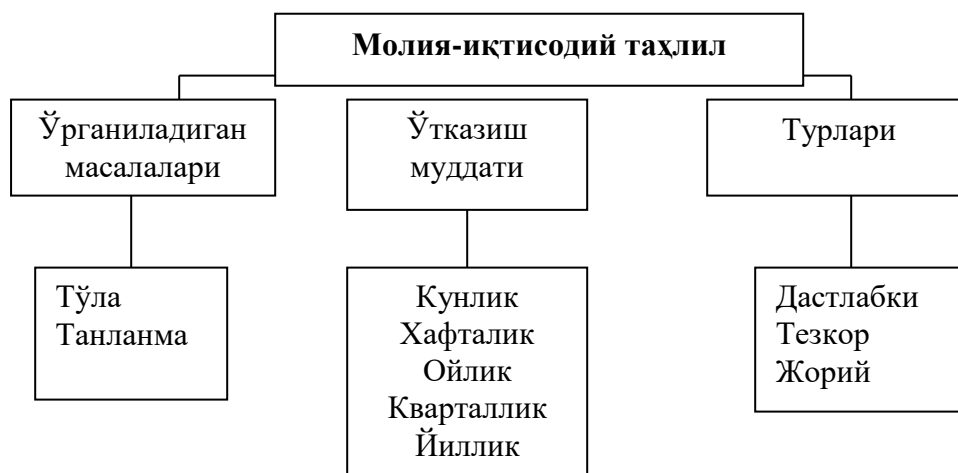 Молия-иқтисодий таҳлил
Ўрганиладиган
масалалари
Ўтказиш
муддати
Турлари
Тўла
Танланма
Кунлик
Хафталик
Ойлик
Кварталлик
Йиллик
Дастлабки
Тезкор
Жорий